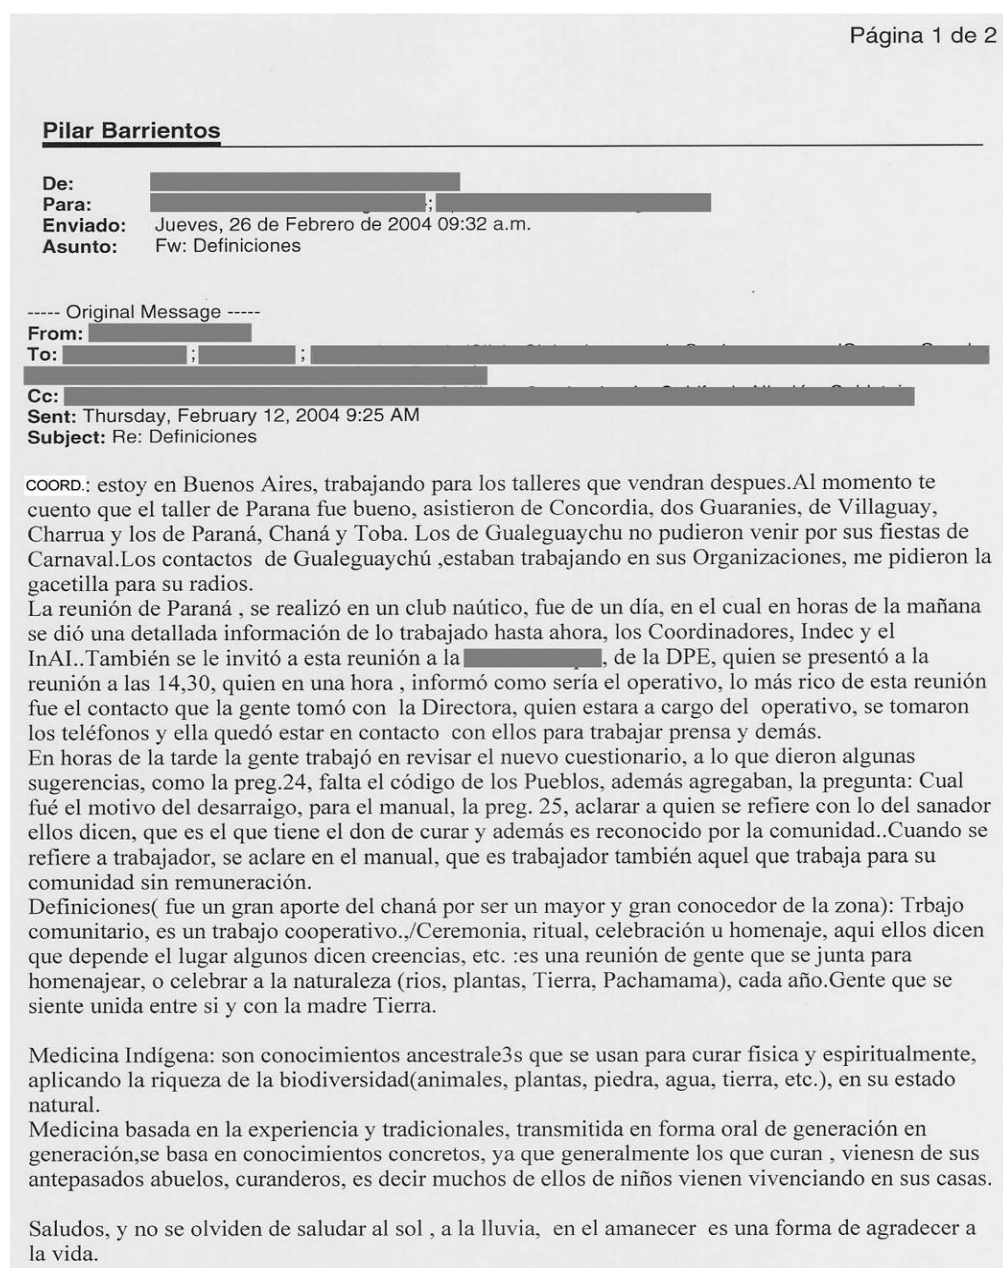 Página 1 de 2
Pilar Barrientos
De:
Para: ;
Enviado: Jueves, 26 de Febrero de 2004 09:32 a.m.
Asunto: Fw: Definiciones
----- Original Message -----
From:
To: ; ;
Cc:
Sent: Thursday, February 12, 2004 9:25 AM
Subject: Re: Definiciones
COORD.: estoy en Buenos Aires, trabajando para los talleres que vendran despues.Al momento te
cuento que el taller de Parana fue bueno, asistieron de Concordia, dos Guaranies, de Villaguay,
Charrua y los de Paraná, Chaná y Toba. Los de Gualeguaychu no pudieron venir por sus fiestas de
Carnaval.Los contactos de Gualeguaychú ,estaban trabajando en sus Organizaciones, me pidieron la
gacetilla para su radios.
La reunión de Paraná , se realizó en un club naútico, fue de un día, en el cual en horas de la mañana
se dió una detallada información de lo trabajado hasta ahora, los Coordinadores, Indec y el
InAI..También se le invitó a esta reunión a la , de la DPE, quien se presentó a la
reunión a las 14,30, quien en una hora , informó como sería el operativo, lo más rico de esta reunión
fue el contacto que la gente tomó con la Directora, quien estara a cargo del operativo, se tomaron
los teléfonos y ella quedó estar en contacto con ellos para trabajar prensa y demás.
En horas de la tarde la gente trabajó en revisar el nuevo cuestionario, a lo que dieron algunas
sugerencias, como la preg.24, falta el código de los Pueblos, además agregaban, la pregunta: Cual
fué el motivo del desarraigo, para el manual, la preg. 25, aclarar a quien se refiere con lo del sanador
ellos dicen, que es el que tiene el don de curar y además es reconocido por la comunidad..Cuando se
refiere a trabajador, se aclare en el manual, que es trabajador también aquel que trabaja para su
comunidad sin remuneración.
Definiciones( fue un gran aporte del chaná por ser un mayor y gran conocedor de la zona): Trbajo
comunitario, es un trabajo cooperativo.,/Ceremonia, ritual, celebración u homenaje, aqui ellos dicen
que depende el lugar algunos dicen creencias, etc. :es una reunión de gente que se junta para
homenajear, o celebrar a la naturaleza (rios, plantas, Tierra, Pachamama), cada año.Gente que se
siente unida entre si y con la madre Tierra.
Medicina Indígena: son conocimientos ancestrale3s que se usan para curar fisica y espiritualmente,
aplicando la riqueza de la biodiversidad(animales, plantas, piedra, agua, tierra, etc.), en su estado
natural.
Medicina basada en la experiencia y tradicionales, transmitida en forma oral de generación en
generación,se basa en conocimientos concretos, ya que generalmente los que curan , vienesn de sus
antepasados abuelos, curanderos, es decir muchos de ellos de niños vienen vivenciando en sus casas.
Saludos, y no se olviden de saludar al sol , a la lluvia, en el amanecer es una forma de agradecer a
la vida.